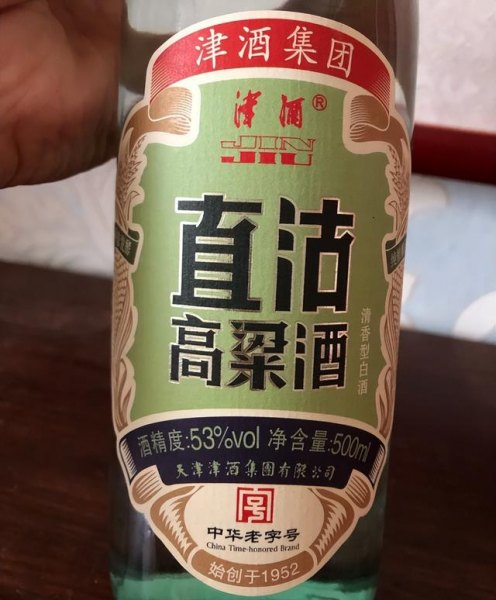 津酒集团
津酒®
JIN
JIU
直沽
高粱酒
清香型白酒
酒精度:53%vol 净含量:500ml
天津津酒集團有限公司
中华老字号
China Time-honored Brand
始创于1952